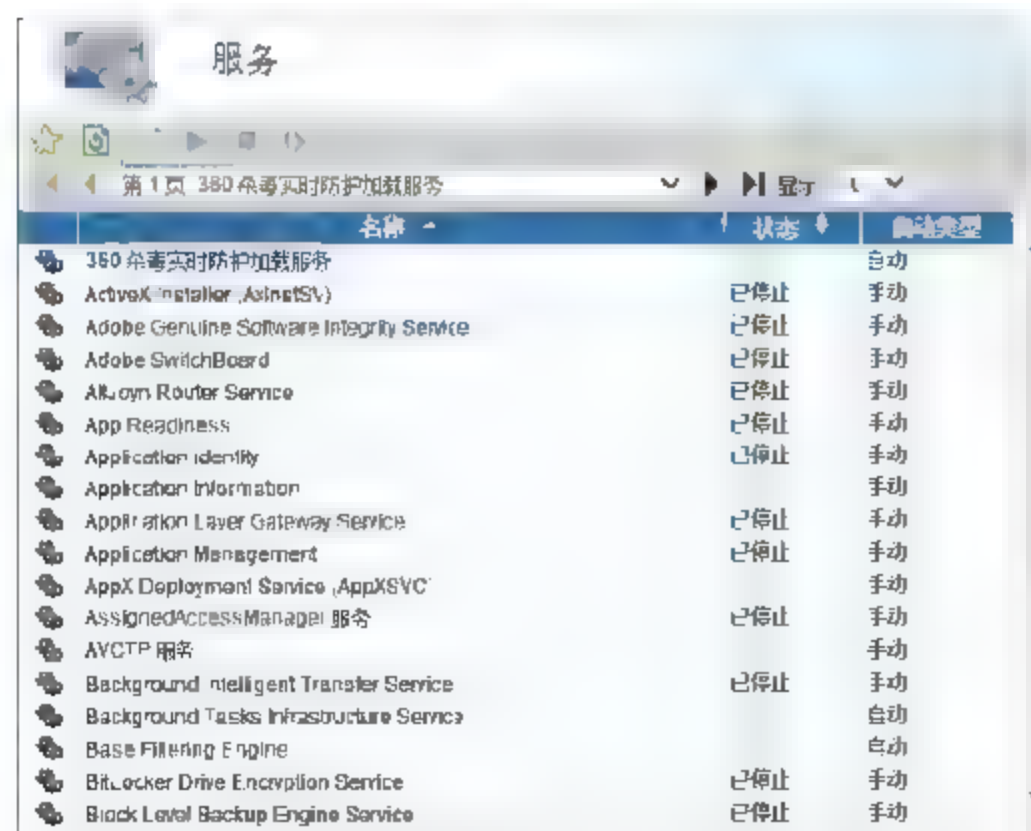 服务
第 1 页 360 杀毒实时防护加载服务 显示
名称 状态 启动类型
360 杀毒实时防护加载服务 自动
ActiveX Installer (AxInstSV) 已停止 手动
Adobe Genuine Software Integrity Service 已停止 手动
Adobe SwitchBoard 已停止 手动
AllJoyn Router Service 已停止 手动
App Readiness 已停止 手动
Application Identity 已停止 手动
Application Information 手动
Application Layer Gateway Service 已停止 手动
Application Management 已停止 手动
AppX Deployment Service (AppXSVC) 手动
AssignedAccessManager 服务 已停止 手动
AVCTP 服务 手动
Background Intelligent Transfer Service 已停止 手动
Background Tasks Infrastructure Service 自动
Base Filtering Engine 自动
BitLocker Drive Encryption Service 已停止 手动
Block Level Backup Engine Service 已停止 手动